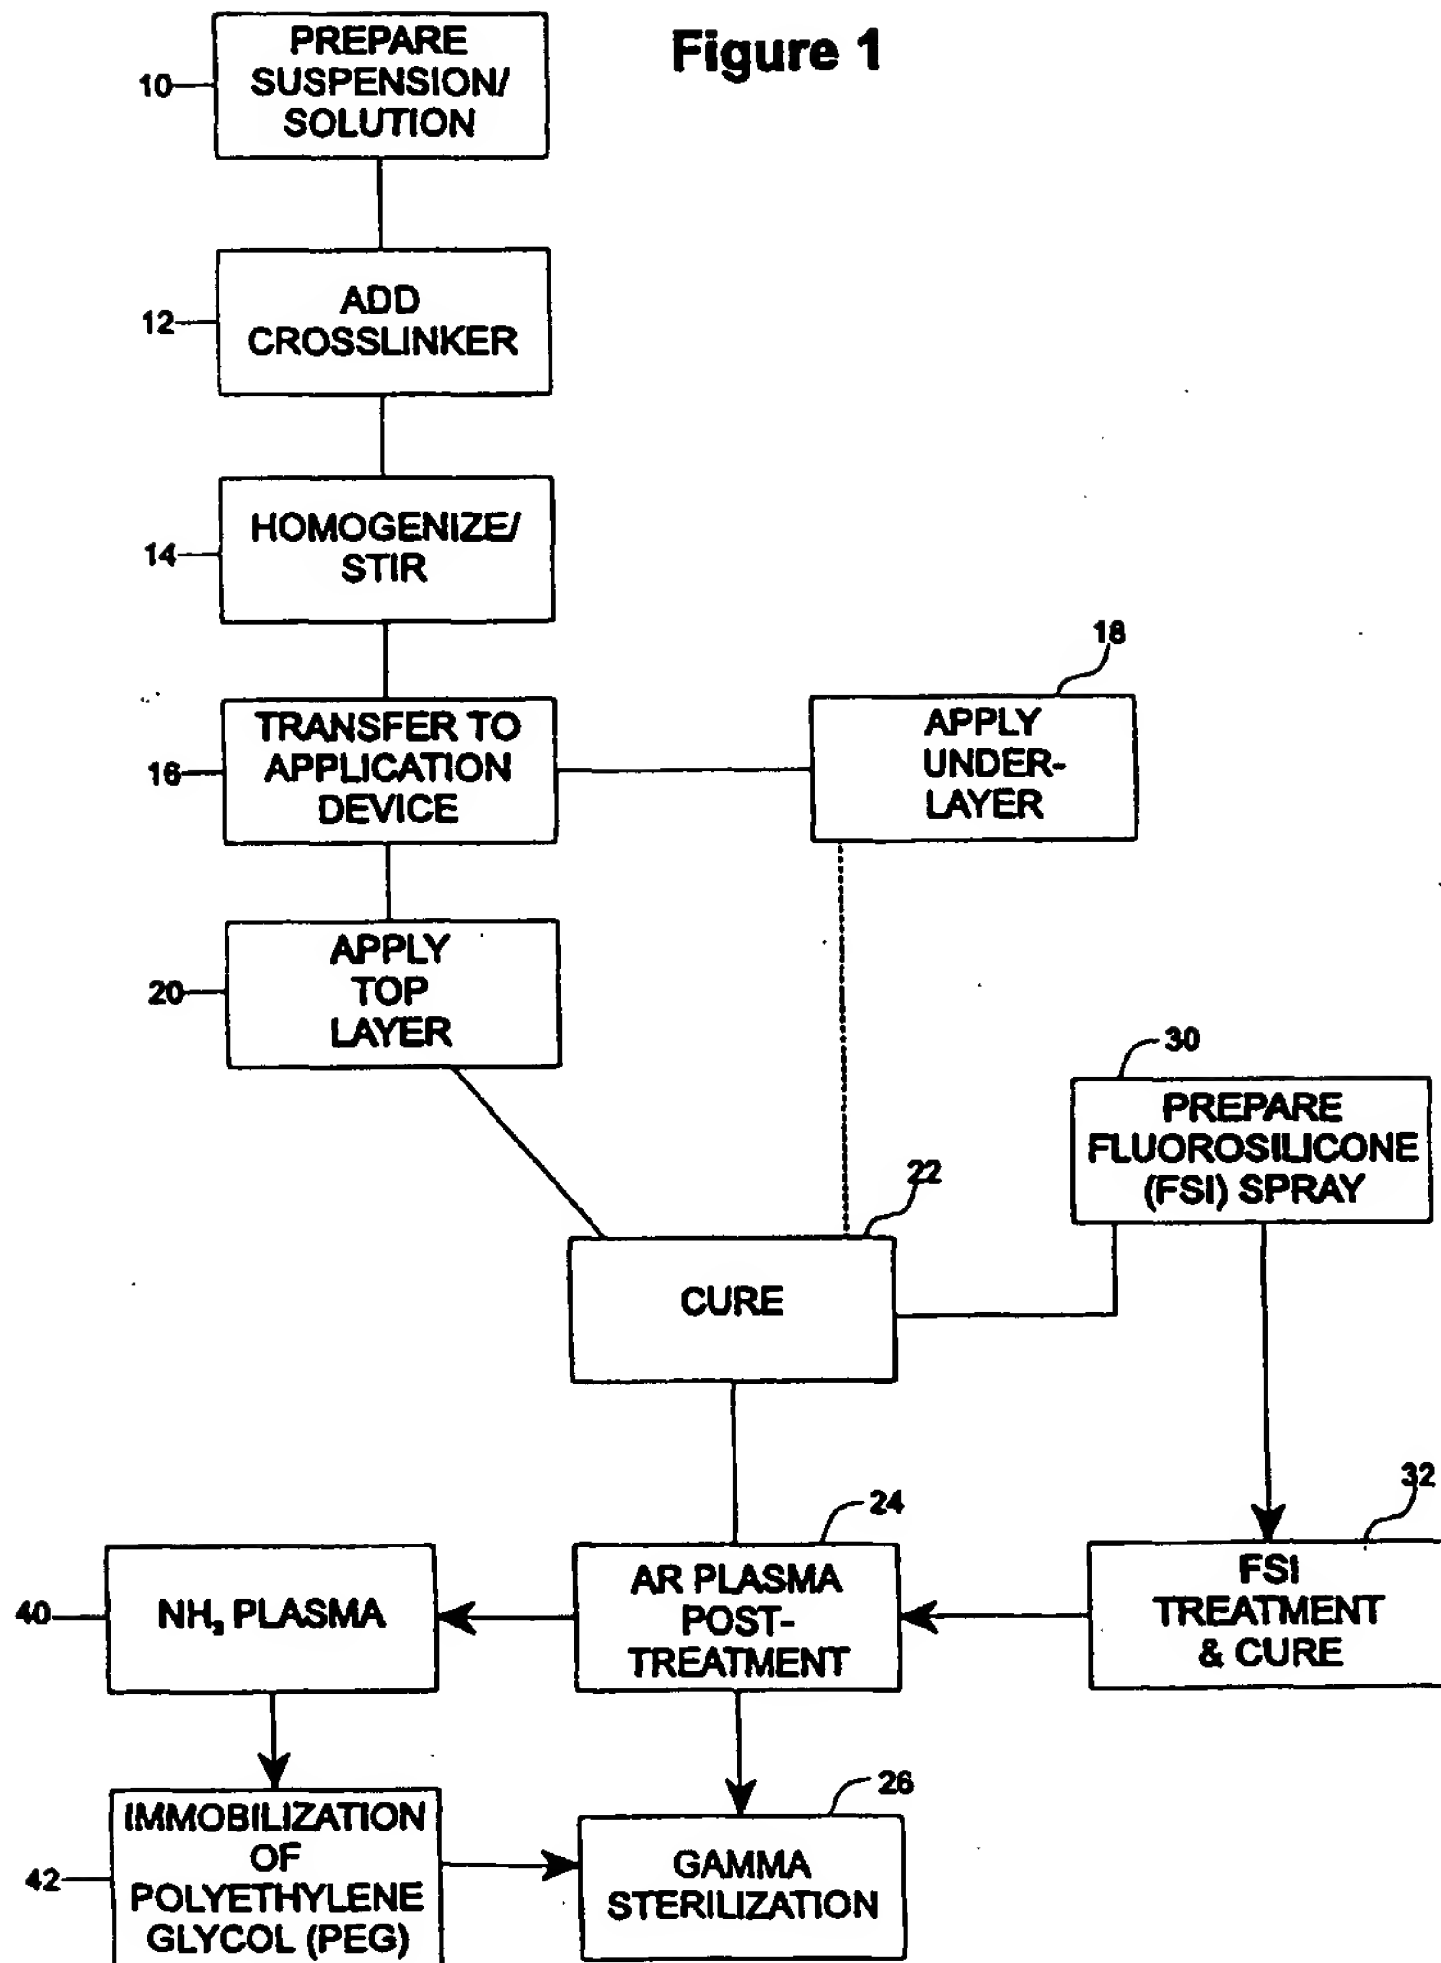 Figure 1
PREPARE
SUSPENSION/
SOLUTION
10
ADD
CROSSLINKER
12
HOMOGENIZE/
STIR
14
TRANSFER TO
APPLICATION
DEVICE
16
18
APPLY
UNDER-
LAYER
APPLY
TOP
LAYER
20
30
PREPARE
FLUOROSILICONE
(FSI) SPRAY
22
CURE
24
AR PLASMA
POST-
TREATMENT
32
FSI
TREATMENT
& CURE
40
NH₃ PLASMA
42
IMMOBILIZATION
OF
POLYETHYLENE
GLYCOL (PEG)
26
GAMMA
STERILIZATION